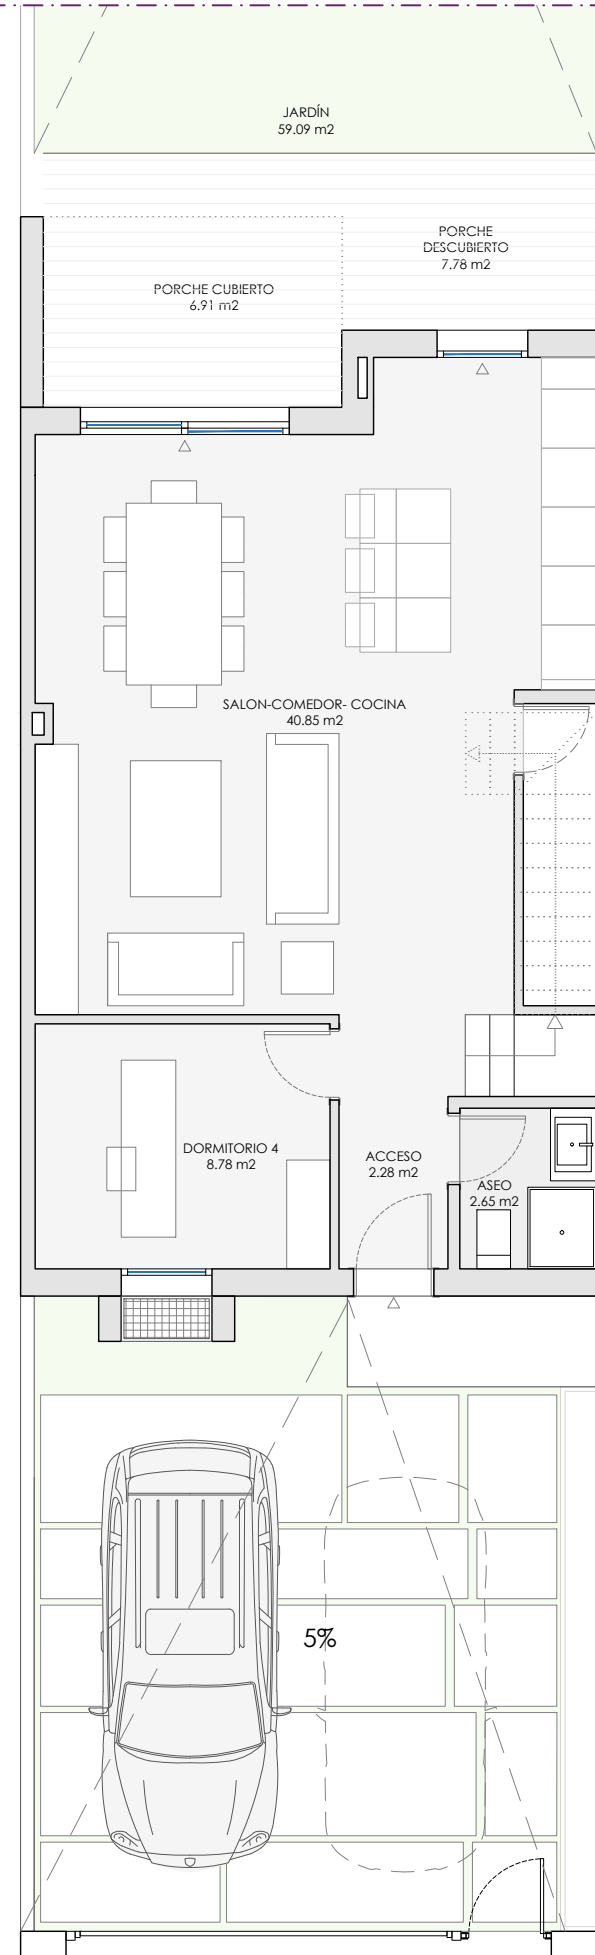 JARDÍN
59.09 m2
PORCHE
DESCUBIERTO
7.78 m2
PORCHE CUBIERTO
6.91 m2
SALON-COMEDOR- COCINA
40.85 m2
DORMITORIO 4
8.78 m2
ACCESO
2.28 m2
ASEO
2.65 m2
5%